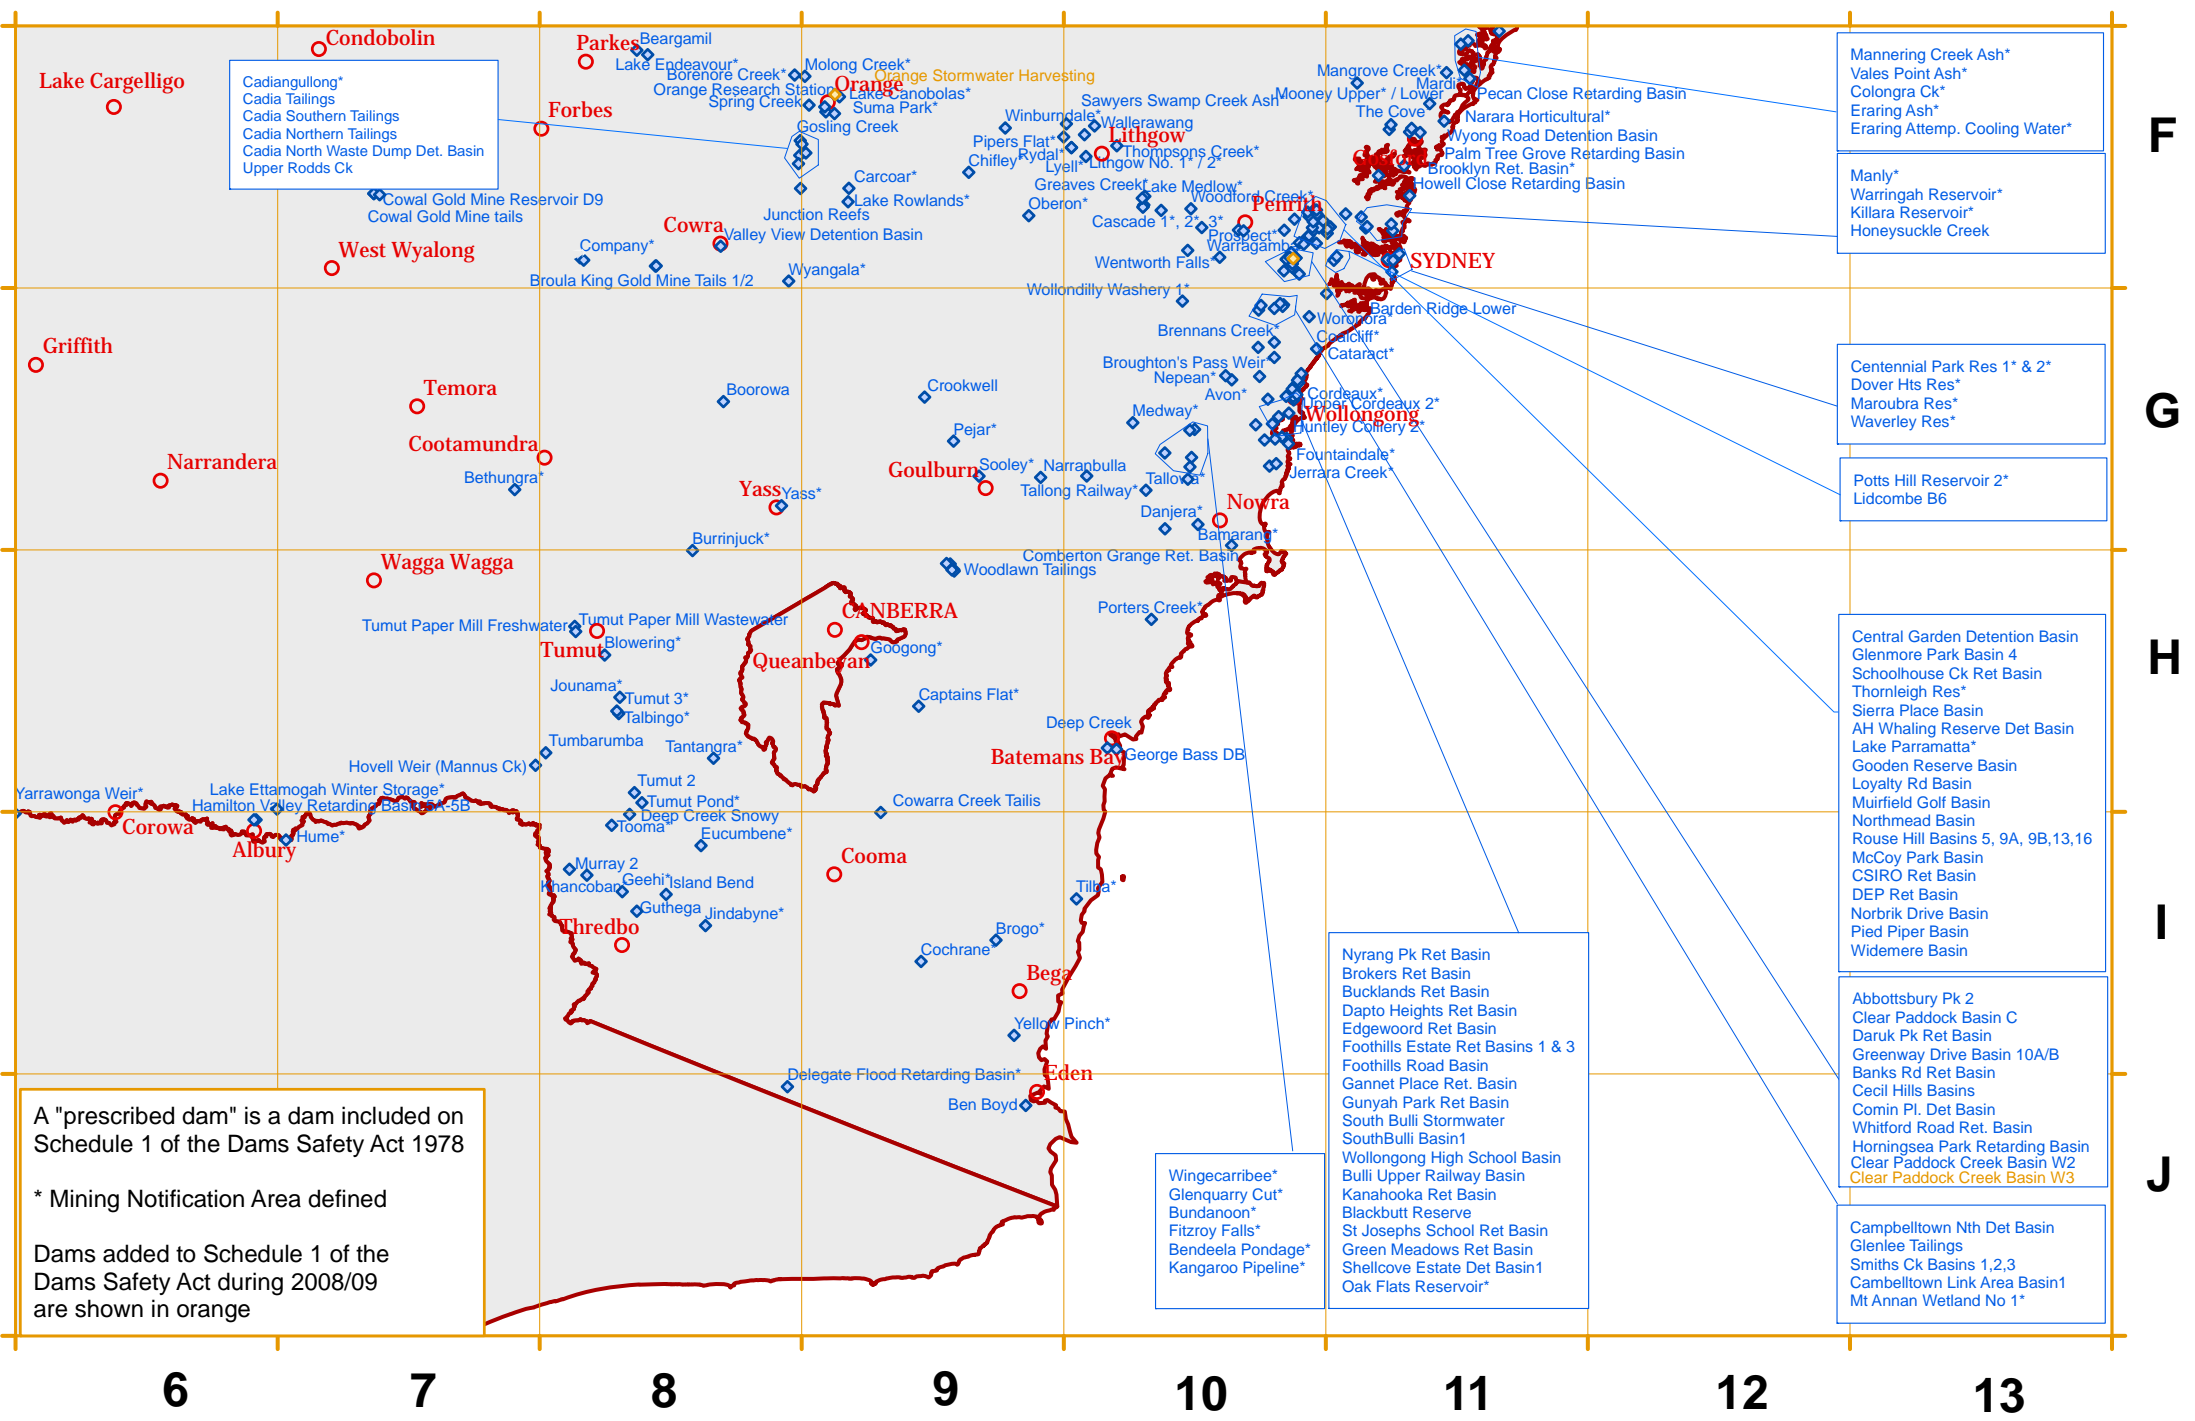 Condobolin
Parkes
Beargamil
Lake Endeavour*
Borenore Creek*
Molong Creek*
Orange Stormwater Harvesting
Orange Research Station
Orange
Lake Canobolas*
Spring Creek
Suma Park*
Gosling Creek
Lake Cargelligo
Forbes
Cadiangullong*
Cadia Tailings
Cadia Southern Tailings
Cadia Northern Tailings
Cadia North Waste Dump Det. Basin
Upper Rodds Ck
Cowal Gold Mine Reservoir D9
Cowal Gold Mine tails
West Wyalong
Carcoar*
Lake Rowlands*
Junction Reefs
Cowra
Valley View Detention Basin
Company*
Broula King Gold Mine Tails 1/2
Wyangala*
Winburndale*
Sawyers Swamp Creek Ash*
Wallerawang
Pipers Flat*
Lithgow
Rydal*
Thompsons Creek*
Chifley*
Lyell*
Lithgow No. 1* / 2*
Greaves Creek*
Lake Medlow*
Oberon*
Woodford Creek*
Cascade 1*, 2*, 3*
Penrith
Prospect*
Warragamba*
Wentworth Falls*
Wollondilly Washery 1*
Mangrove Creek*
Mardi*
Mooney Upper* / Lower
Pecan Close Retarding Basin
The Cove
Narara Horticultural*
Wyong Road Detention Basin
Gosford
Palm Tree Grove Retarding Basin
Brooklyn Ret. Basin*
Howell Close Retarding Basin
SYDNEY
Barden Ridge Lower
Woronora*
Mannering Creek Ash*
Vales Point Ash*
Colongra Ck*
Eraring Ash*
Eraring Attemp. Cooling Water*
Manly*
Warringah Reservoir*
Killara Reservoir*
Honeysuckle Creek
F
Griffith
Temora
Cootamundra
Narrandera
Bethungra*
Boorowa
Crookwell
Pejar*
Goulburn
Sooley*
Narranbulla
Tallong Railway*
Yass
Yass*
Burrinjuck*
Brennans Creek*
Coalcliff*
Cataract*
Broughton's Pass Weir*
Nepean*
Avon*
Cordeaux*
Upper Cordeaux 2*
Medway*
Wollongong
Huntley Colliery 2*
Fountaindale*
Jerrara Creek*
Tallowa*
Nowra
Danjera*
Bamarang*
Comberton Grange Ret. Basin
Centennial Park Res 1* & 2*
Dover Hts Res*
Maroubra Res*
Waverley Res*
Potts Hill Reservoir 2*
Lidcombe B6
G
Wagga Wagga
Woodlawn Tailings
Tumut Paper Mill Freshwater
Tumut Paper Mill Wastewater
Tumut
Blowering*
CANBERRA
Queanbeyan
Googong*
Porters Creek*
Jounama*
Tumut 3*
Talbingo*
Captains Flat*
Tumbarumba
Hovell Weir (Mannus Ck)
Tantangra*
Deep Creek
Batemans Bay
George Bass DB
Yarrawonga Weir*
Lake Ettamogah Winter Storage*
Hamilton Valley Retarding Basin 5A-5B
Tumut 2
Tumut Pond*
Cowarra Creek Tailis
H
Corowa
Albury
Hume*
Deep Creek Snowy
Tooma*
Eucumbene*
Murray 2
Khancoban*
Geehi*
Island Bend
Guthega
Jindabyne*
Thredbo
Cooma
Tilba*
Brogo*
Cochrane*
Bega
Yellow Pinch*
Central Garden Detention Basin
Glenmore Park Basin 4
Schoolhouse Ck Ret Basin
Thornleigh Res*
Sierra Place Basin
AH Whaling Reserve Det Basin
Lake Parramatta*
Gooden Reserve Basin
Loyalty Rd Basin
Muirfield Golf Basin
Northmead Basin
Rouse Hill Basins 5, 9A, 9B,13,16
McCoy Park Basin
CSIRO Ret Basin
DEP Ret Basin
Norbrik Drive Basin
Pied Piper Basin
Widemere Basin
I
Delegate Flood Retarding Basin*
Eden
Ben Boyd
Nyrang Pk Ret Basin
Brokers Ret Basin
Bucklands Ret Basin
Dapto Heights Ret Basin
Edgewoord Ret Basin
Foothills Estate Ret Basins 1 & 3
Foothills Road Basin
Gannet Place Ret. Basin
Gunyah Park Ret Basin
South Bulli Stormwater
SouthBulli Basin1
Wollongong High School Basin
Bulli Upper Railway Basin
Kanahooka Ret Basin
Blackbutt Reserve
St Josephs School Ret Basin
Green Meadows Ret Basin
Shellcove Estate Det Basin1
Oak Flats Reservoir*
Abbottsbury Pk 2
Clear Paddock Basin C
Daruk Pk Ret Basin
Greenway Drive Basin 10A/B
Banks Rd Ret Basin
Cecil Hills Basins
Comin Pl. Det Basin
Whitford Road Ret. Basin
Horningsea Park Retarding Basin
Clear Paddock Creek Basin W2
Clear Paddock Creek Basin W3
J
Wingecarribee*
Glenquarry Cut*
Bundanoon*
Fitzroy Falls*
Bendeela Pondage*
Kangaroo Pipeline*
Campbelltown Nth Det Basin
Glenlee Tailings
Smiths Ck Basins 1,2,3
Cambelltown Link Area Basin1
Mt Annan Wetland No 1*
A "prescribed dam" is a dam included on
Schedule 1 of the Dams Safety Act 1978
* Mining Notification Area defined
Dams added to Schedule 1 of the
Dams Safety Act during 2008/09
are shown in orange
6 7 8 9 10 11 12 13